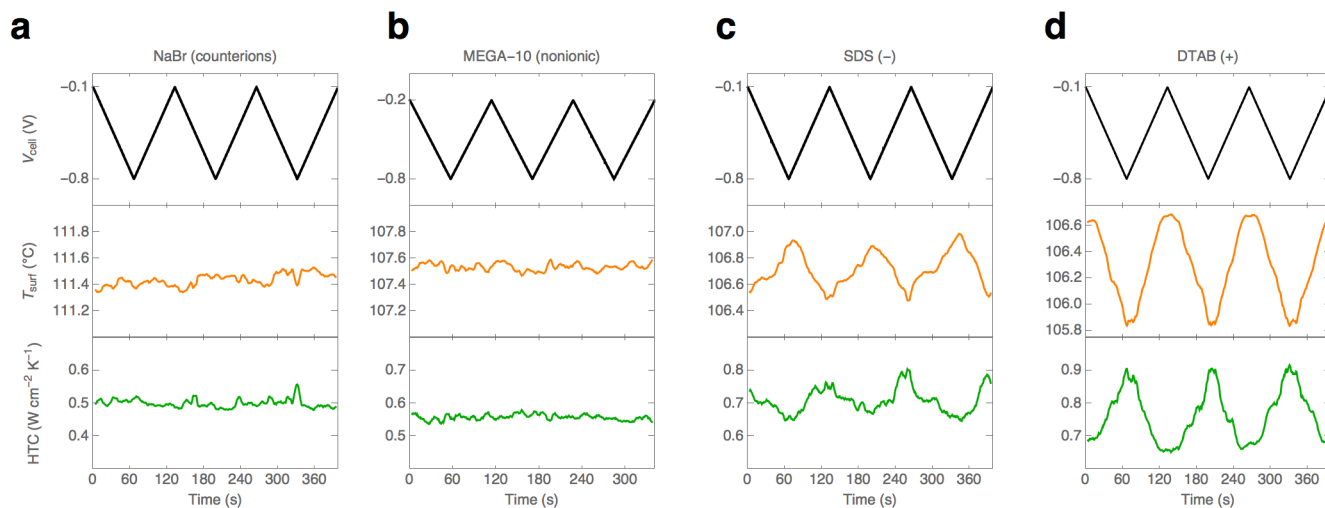 a
b
c
d
NaBr (counterions)
MEGA−10 (nonionic)
SDS (−)
DTAB (+)
V_cell (V)
−0.1
−0.8
−0.2
−0.8
−0.1
−0.8
−0.1
−0.8
T_surf (°C)
111.8
111.6
111.4
111.2
107.8
107.6
107.4
107.2
107.0
106.8
106.6
106.4
106.6
106.4
106.2
106.0
105.8
HTC (W cm⁻² K⁻¹)
0.6
0.5
0.4
0.7
0.6
0.5
0.8
0.7
0.6
0.9
0.8
0.7
0 60 120 180 240 300 360
0 60 120 180 240 300
0 60 120 180 240 300 360
0 60 120 180 240 300 360
Time (s)
Time (s)
Time (s)
Time (s)